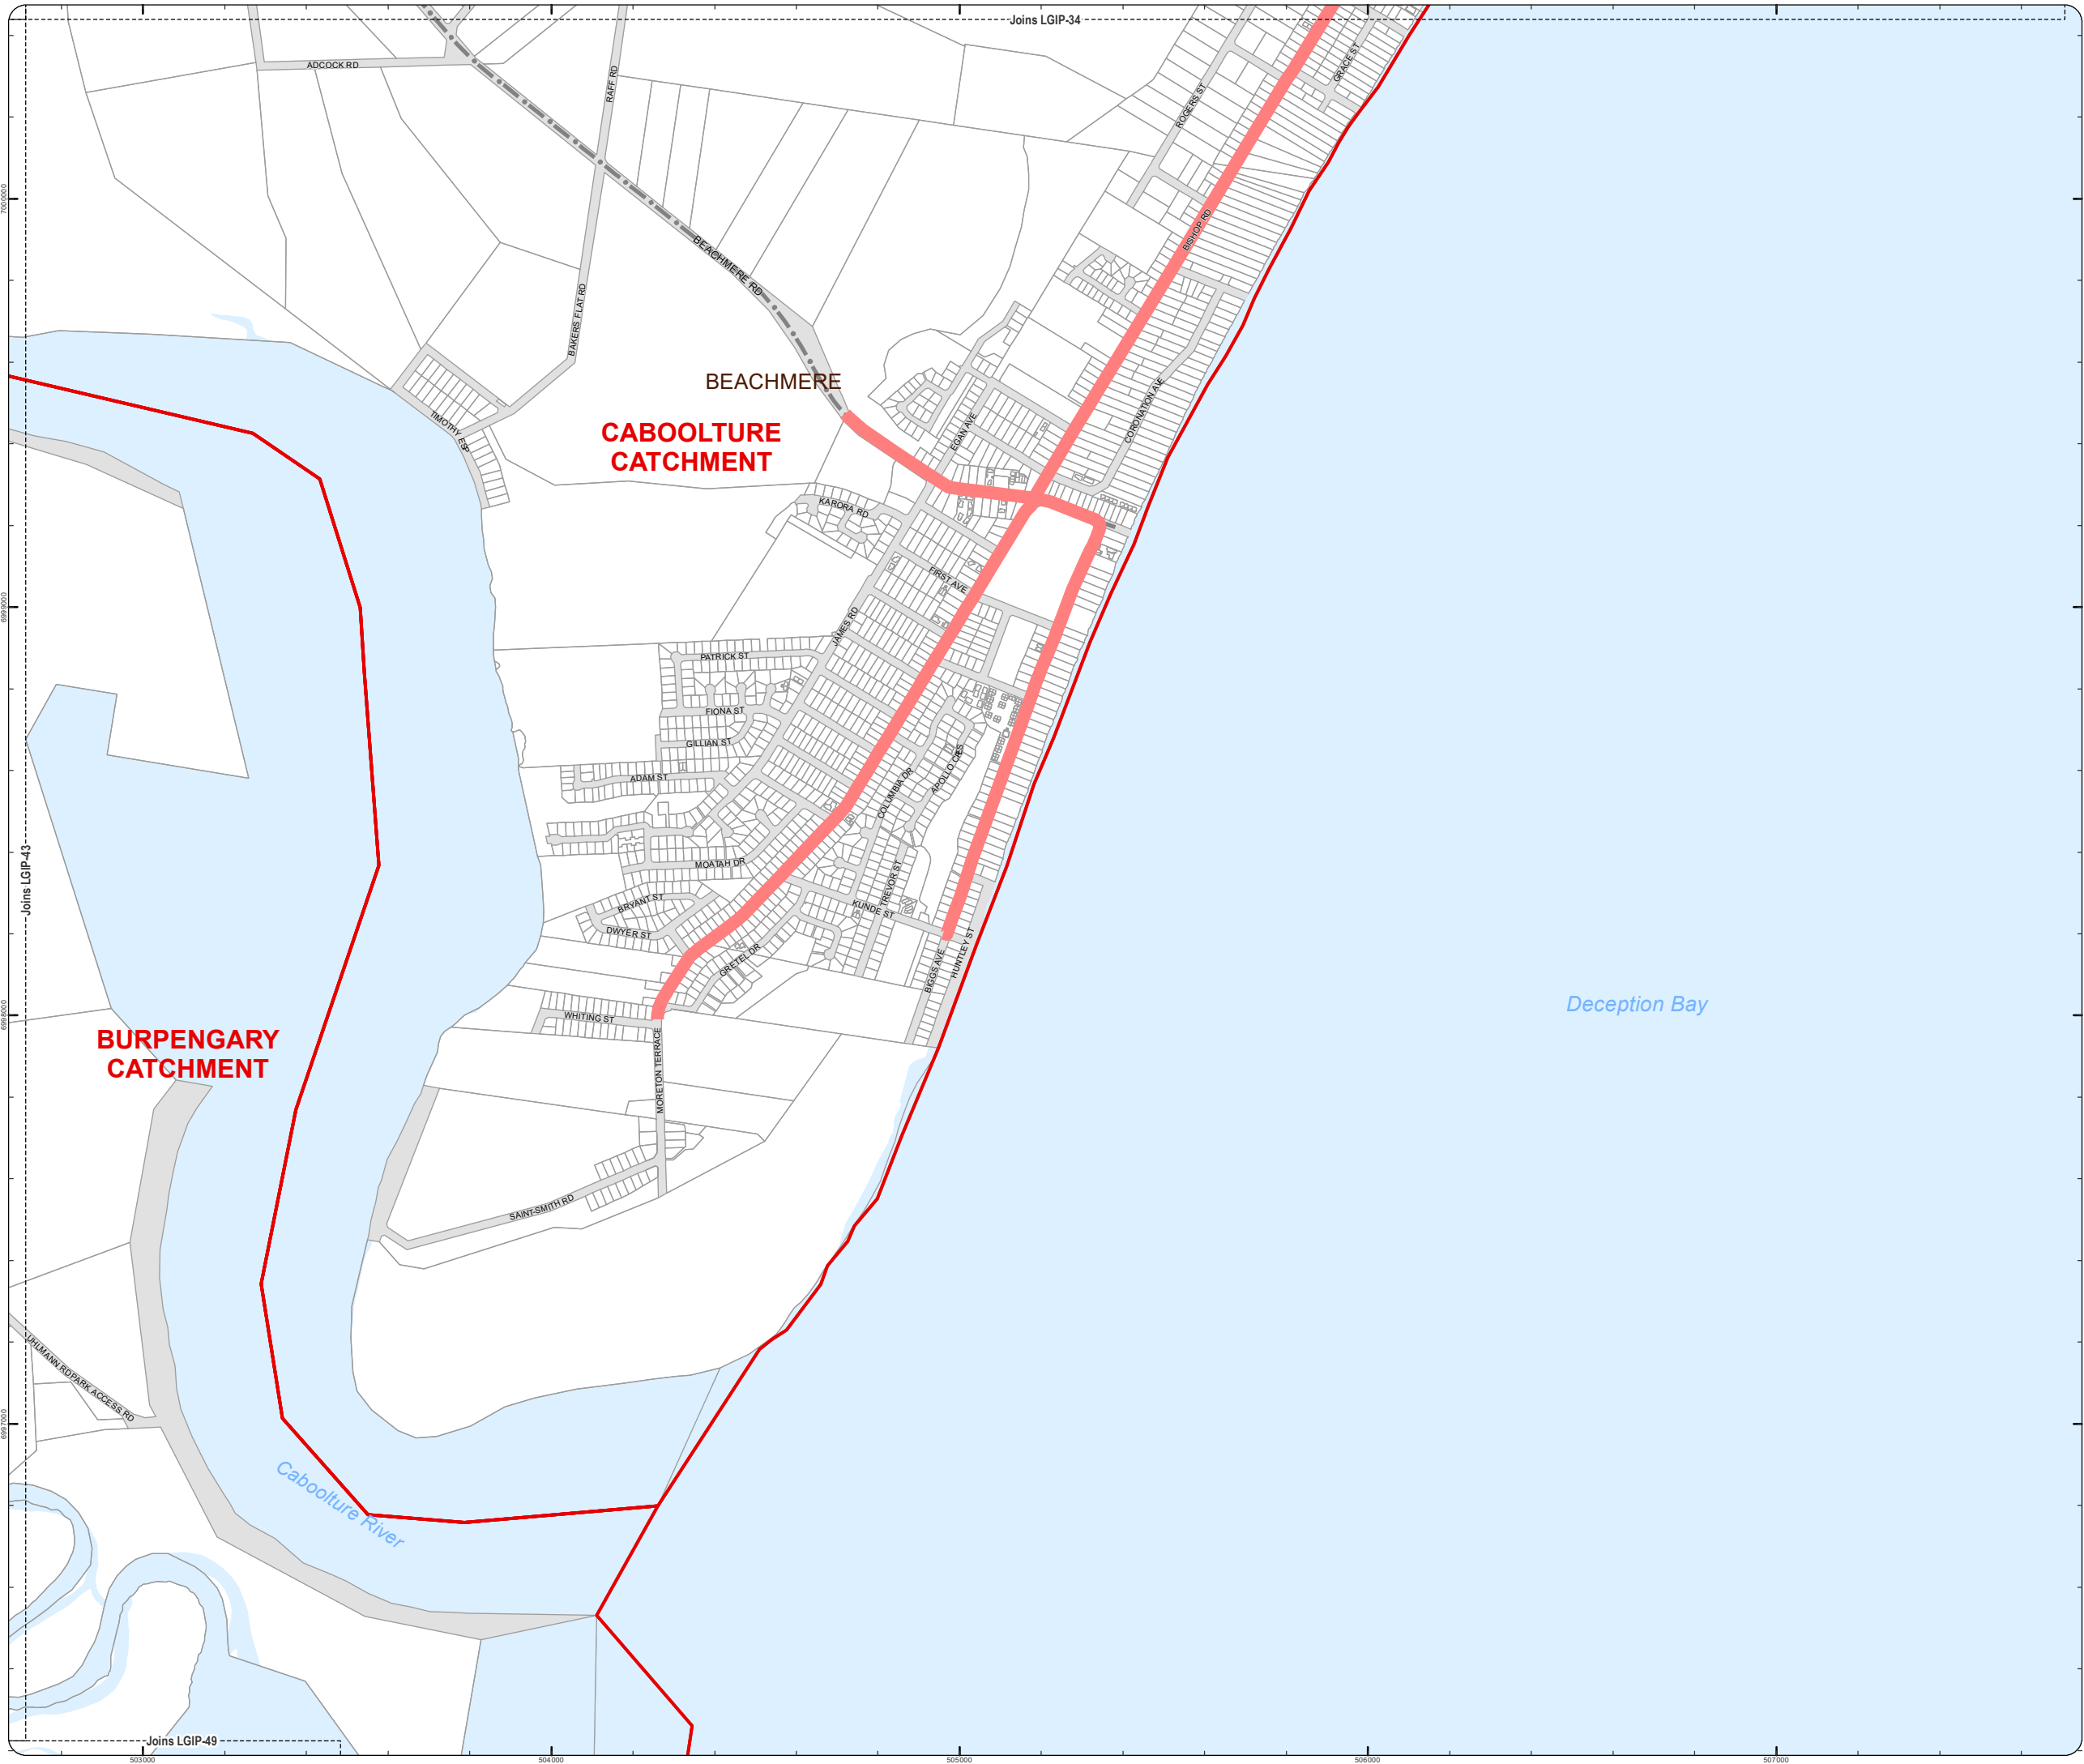 Joins LGIP-34
ADCOCK RD
RAFF RD
GRACE ST
ROGERS ST
7000000
BISHOP RD
BEACHMERE RD
BAKERS FLAT RD
BEACHMERE
CORONATION AVE
TIMOTHY ESP
EGAN AVE
CABOOLTURE
CATCHMENT
KARORA RD
FIRST AVE
6999000
JAMES RD
PATRICK ST
FIONA ST
GILLIAN ST
ADAM ST
APOLLO CRES
COLUMBIA DR
MOATAH DR
TREVOR ST
Joins LGIP-43
BRYANT ST
KUNDE ST
DWYER ST
GRETEL DR
HUNTLEY ST
BIGGS AVE
Deception Bay
6998000
WHITING ST
BURPENGARY
CATCHMENT
MORETON TERRACE
SAINT-SMITH RD
UHLMANN RD PARK ACCESS RD
6997000
Caboolture River
Joins LGIP-49
503000
504000
505000
506000
507000